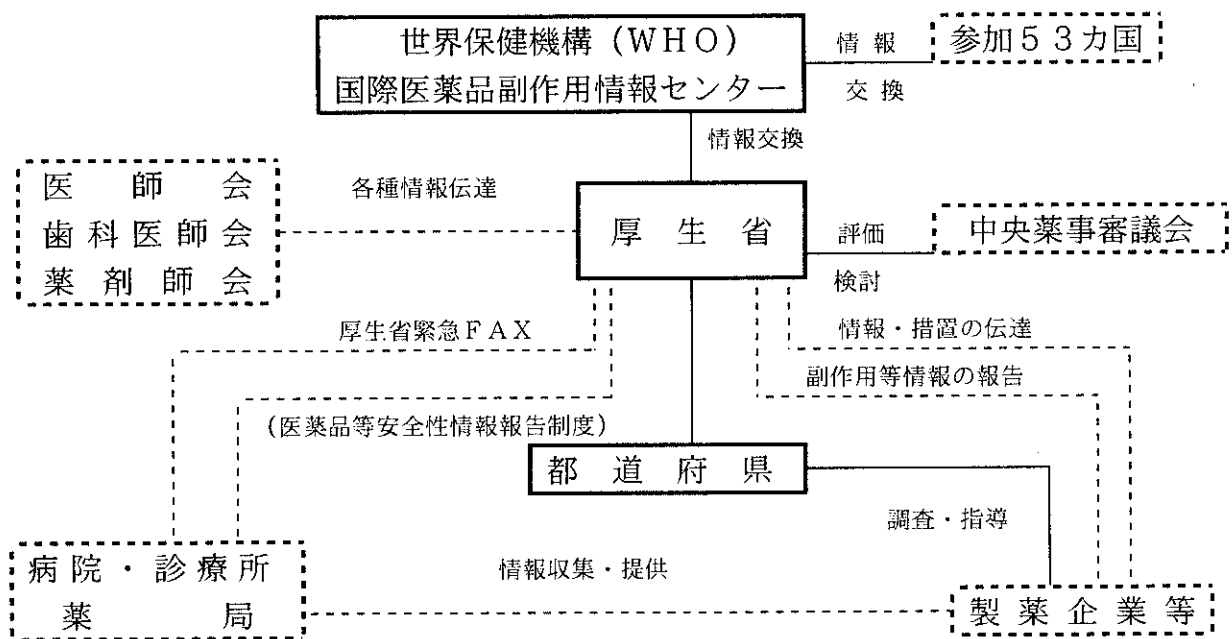 世界保健機構（WHO）
国際医薬品副作用情報センター
情報
交換
参加５３カ国
情報交換
医師会
歯科医師会
薬剤師会
各種情報伝達
厚生省
評価
検討
中央薬事審議会
厚生省緊急ＦＡＸ
情報・措置の伝達
副作用等情報の報告
（医薬品等安全性情報報告制度）
都道府県
調査・指導
病院・診療所
薬局
情報収集・提供
製薬企業等